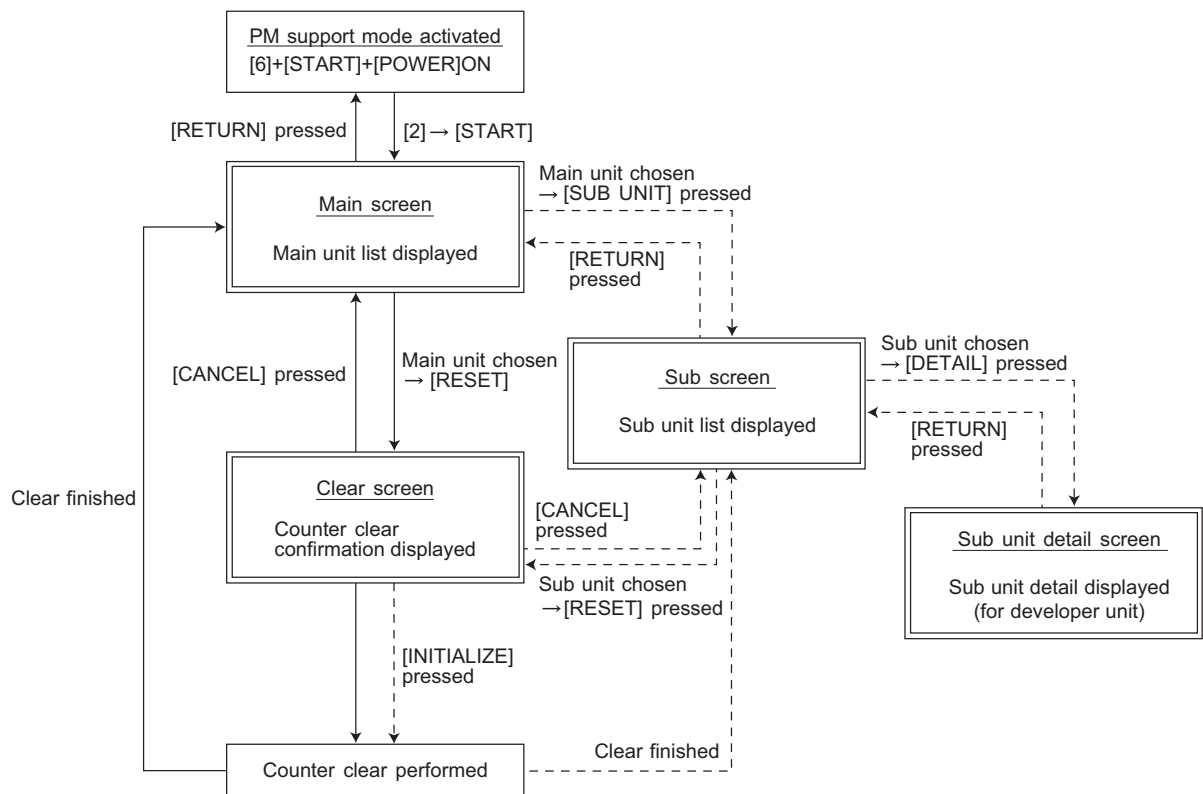 PM support mode activated
[6]+[START]+[POWER]ON
[RETURN] pressed
[2]→ [START]
Main screen
Main unit list displayed
Main unit chosen
→ [SUB UNIT] pressed
[RETURN]
pressed
[CANCEL] pressed
Main unit chosen
→ [RESET]
Sub screen
Sub unit list displayed
Sub unit chosen
→ [DETAIL] pressed
[RETURN]
pressed
Clear finished
Clear screen
Counter clear
confirmation displayed
[CANCEL]
pressed
Sub unit chosen
→[RESET] pressed
Sub unit detail screen
Sub unit detail displayed
(for developer unit)
[INITIALIZE]
pressed
Counter clear performed
Clear finished